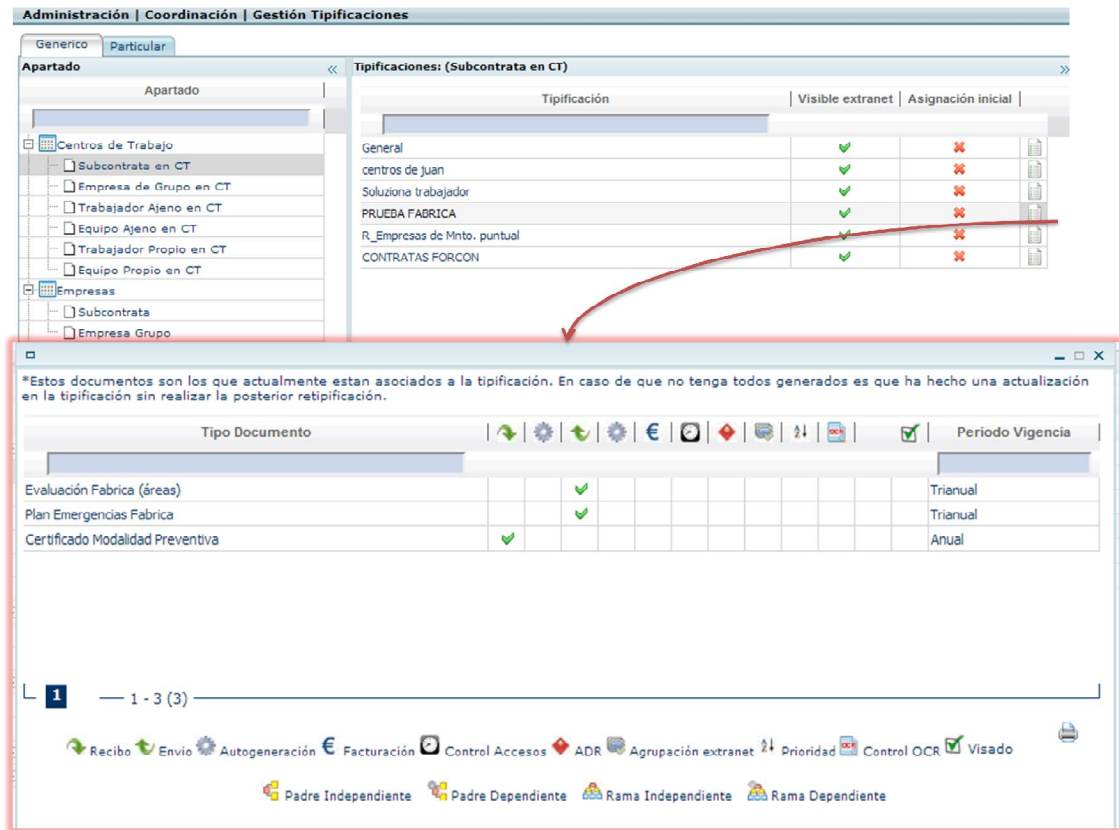 Administración | Coordinación | Gestión Tipificaciones
Generico Particular
Apartado « Tipificaciones: (Subcontrata en CT) »
Apartado
Tipificación Visible extranet Asignación inicial
Centros de Trabajo
Subcontrata en CT
Empresa de Grupo en CT
Trabajador Ajeno en CT
Equipo Ajeno en CT
Trabajador Propio en CT
Equipo Propio en CT
Empresas
Subcontrata
Empresa Grupo
General
centros de juan
Soluziona trabajador
PRUEBA FABRICA
R_Empresas de Mnto. puntual
CONTRATAS FORCON
*Estos documentos son los que actualmente estan asociados a la tipificación. En caso de que no tenga todos generados es que ha hecho una actualización
en la tipificación sin realizar la posterior retipificación.
Tipo Documento € OCR Periodo Vigencia
Evaluación Fabrica (áreas) Trianual
Plan Emergencias Fabrica Trianual
Certificado Modalidad Preventiva Anual
1 1 - 3 (3)
Recibo Envio Autogeneración € Facturación Control Accesos ADR Agrupación extranet Prioridad OCR Control OCR Visado
Padre Independiente Padre Dependiente Rama Independiente Rama Dependiente